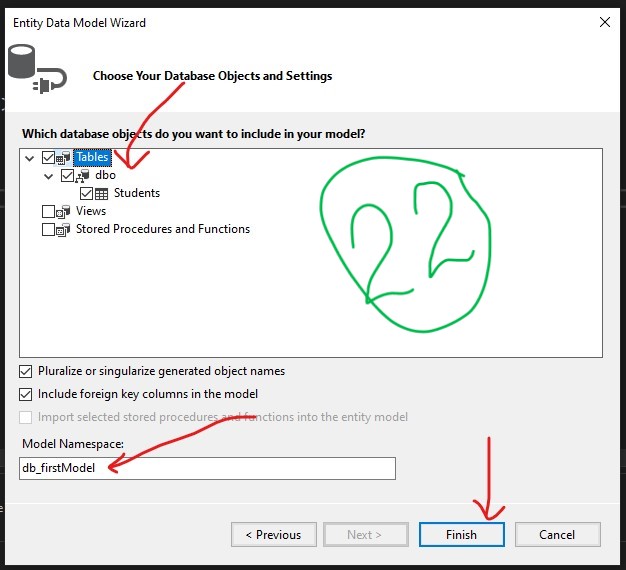 Entity Data Model Wizard
Choose Your Database Objects and Settings
Which database objects do you want to include in your model?
Tables
dbo
Students
Views
Stored Procedures and Functions
22
Pluralize or singularize generated object names
Include foreign key columns in the model
Import selected stored procedures and functions into the entity model
Model Namespace:
db_firstModel
< Previous
Next >
Finish
Cancel